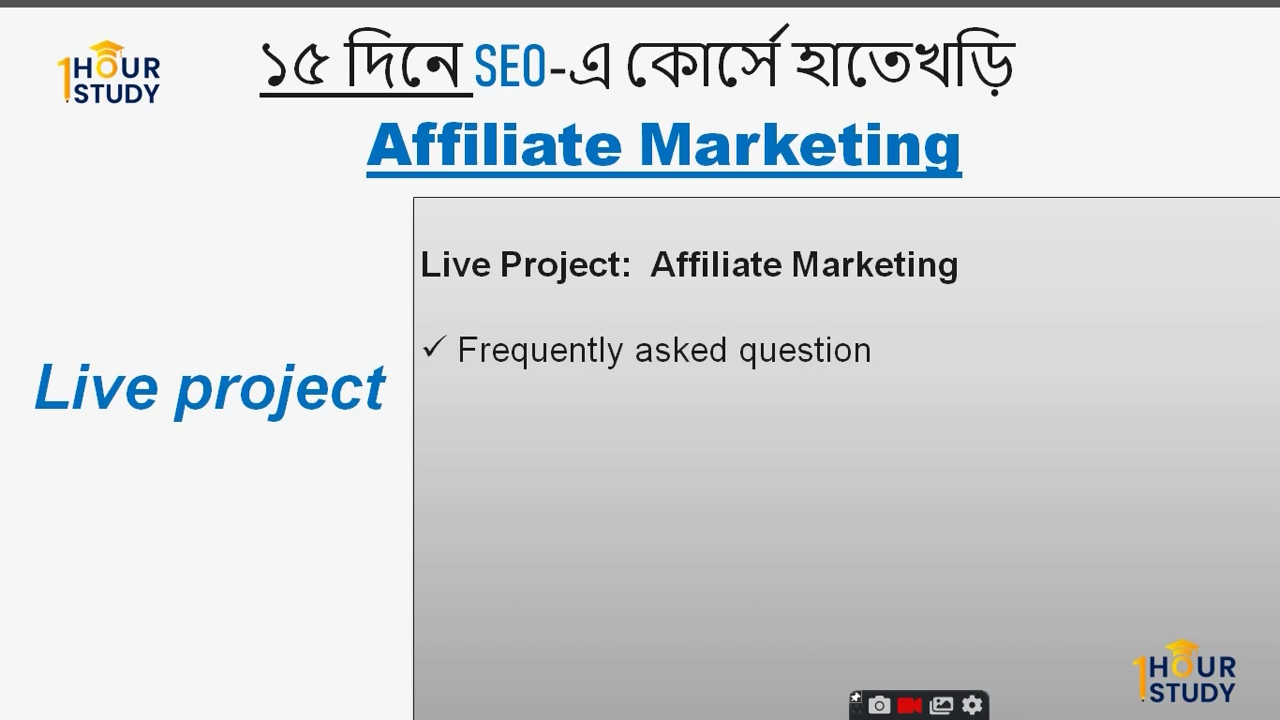 1HOUR
STUDY
১৫ দিনে SEO-এ কোর্সে হাতেখড়ি
Affiliate Marketing
Live Project: Affiliate Marketing
✓ Frequently asked question
Live project
1HOUR
STUDY